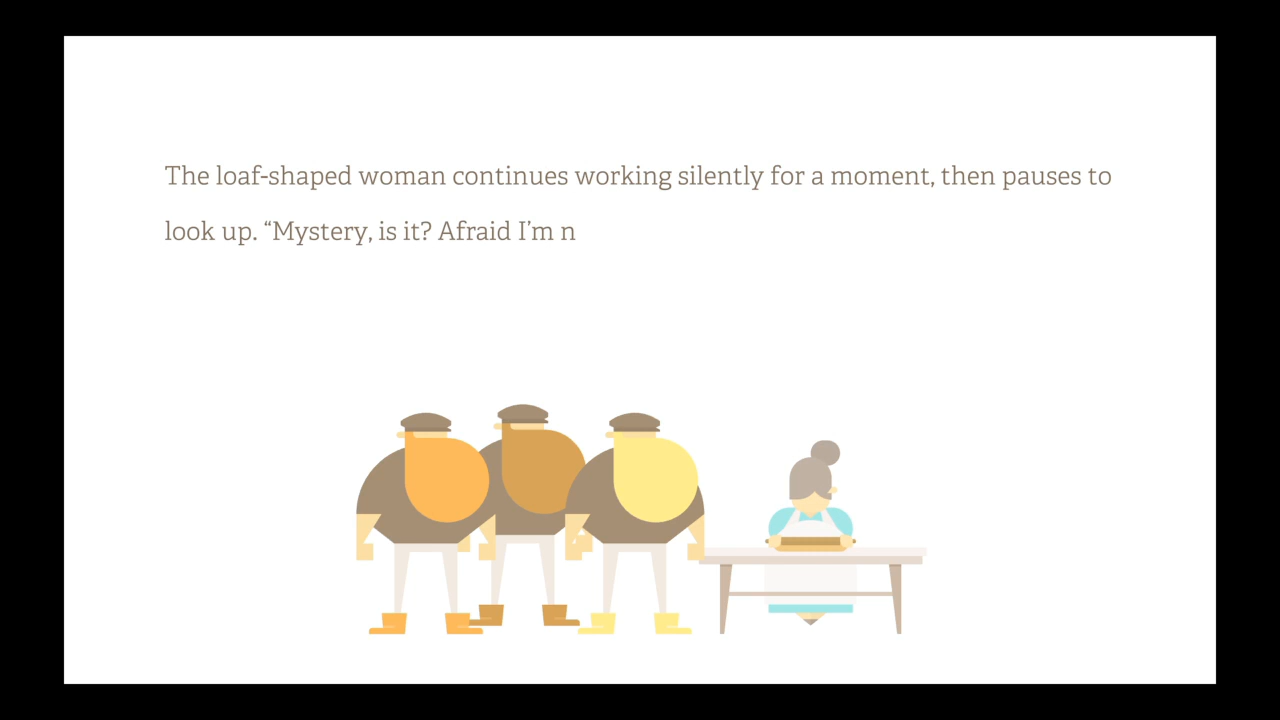 The loaf-shaped woman continues working silently for a moment, then pauses to
look up. “Mystery, is it? Afraid I’m n